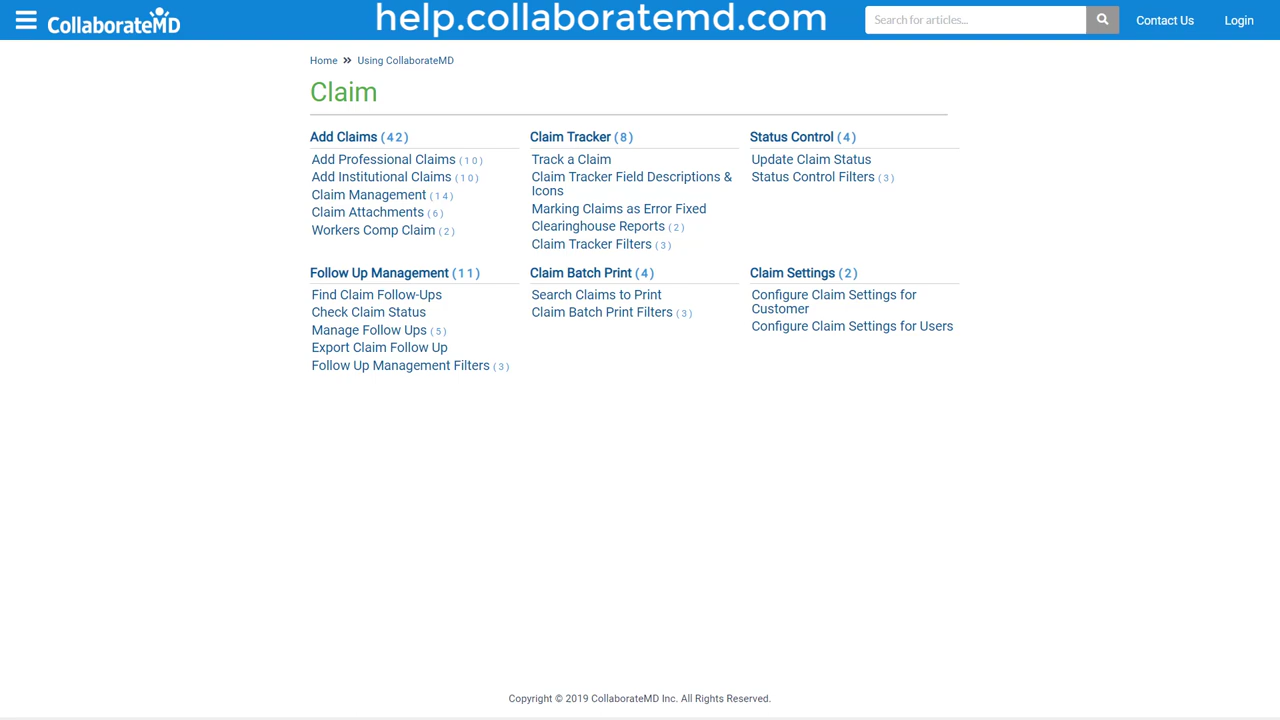 CollaborateMD
help.collaboratemd.com
Search for articles...
Contact Us
Login
Home » Using CollaborateMD
Claim
Add Claims (42)
Add Professional Claims (10)
Add Institutional Claims (10)
Claim Management (14)
Claim Attachments (6)
Workers Comp Claim (2)
Claim Tracker (8)
Track a Claim
Claim Tracker Field Descriptions &
Icons
Marking Claims as Error Fixed
Clearinghouse Reports (2)
Claim Tracker Filters (3)
Status Control (4)
Update Claim Status
Status Control Filters (3)
Follow Up Management (11)
Find Claim Follow-Ups
Check Claim Status
Manage Follow Ups (5)
Export Claim Follow Up
Follow Up Management Filters (3)
Claim Batch Print (4)
Search Claims to Print
Claim Batch Print Filters (3)
Claim Settings (2)
Configure Claim Settings for
Customer
Configure Claim Settings for Users
Copyright © 2019 CollaborateMD Inc. All Rights Reserved.